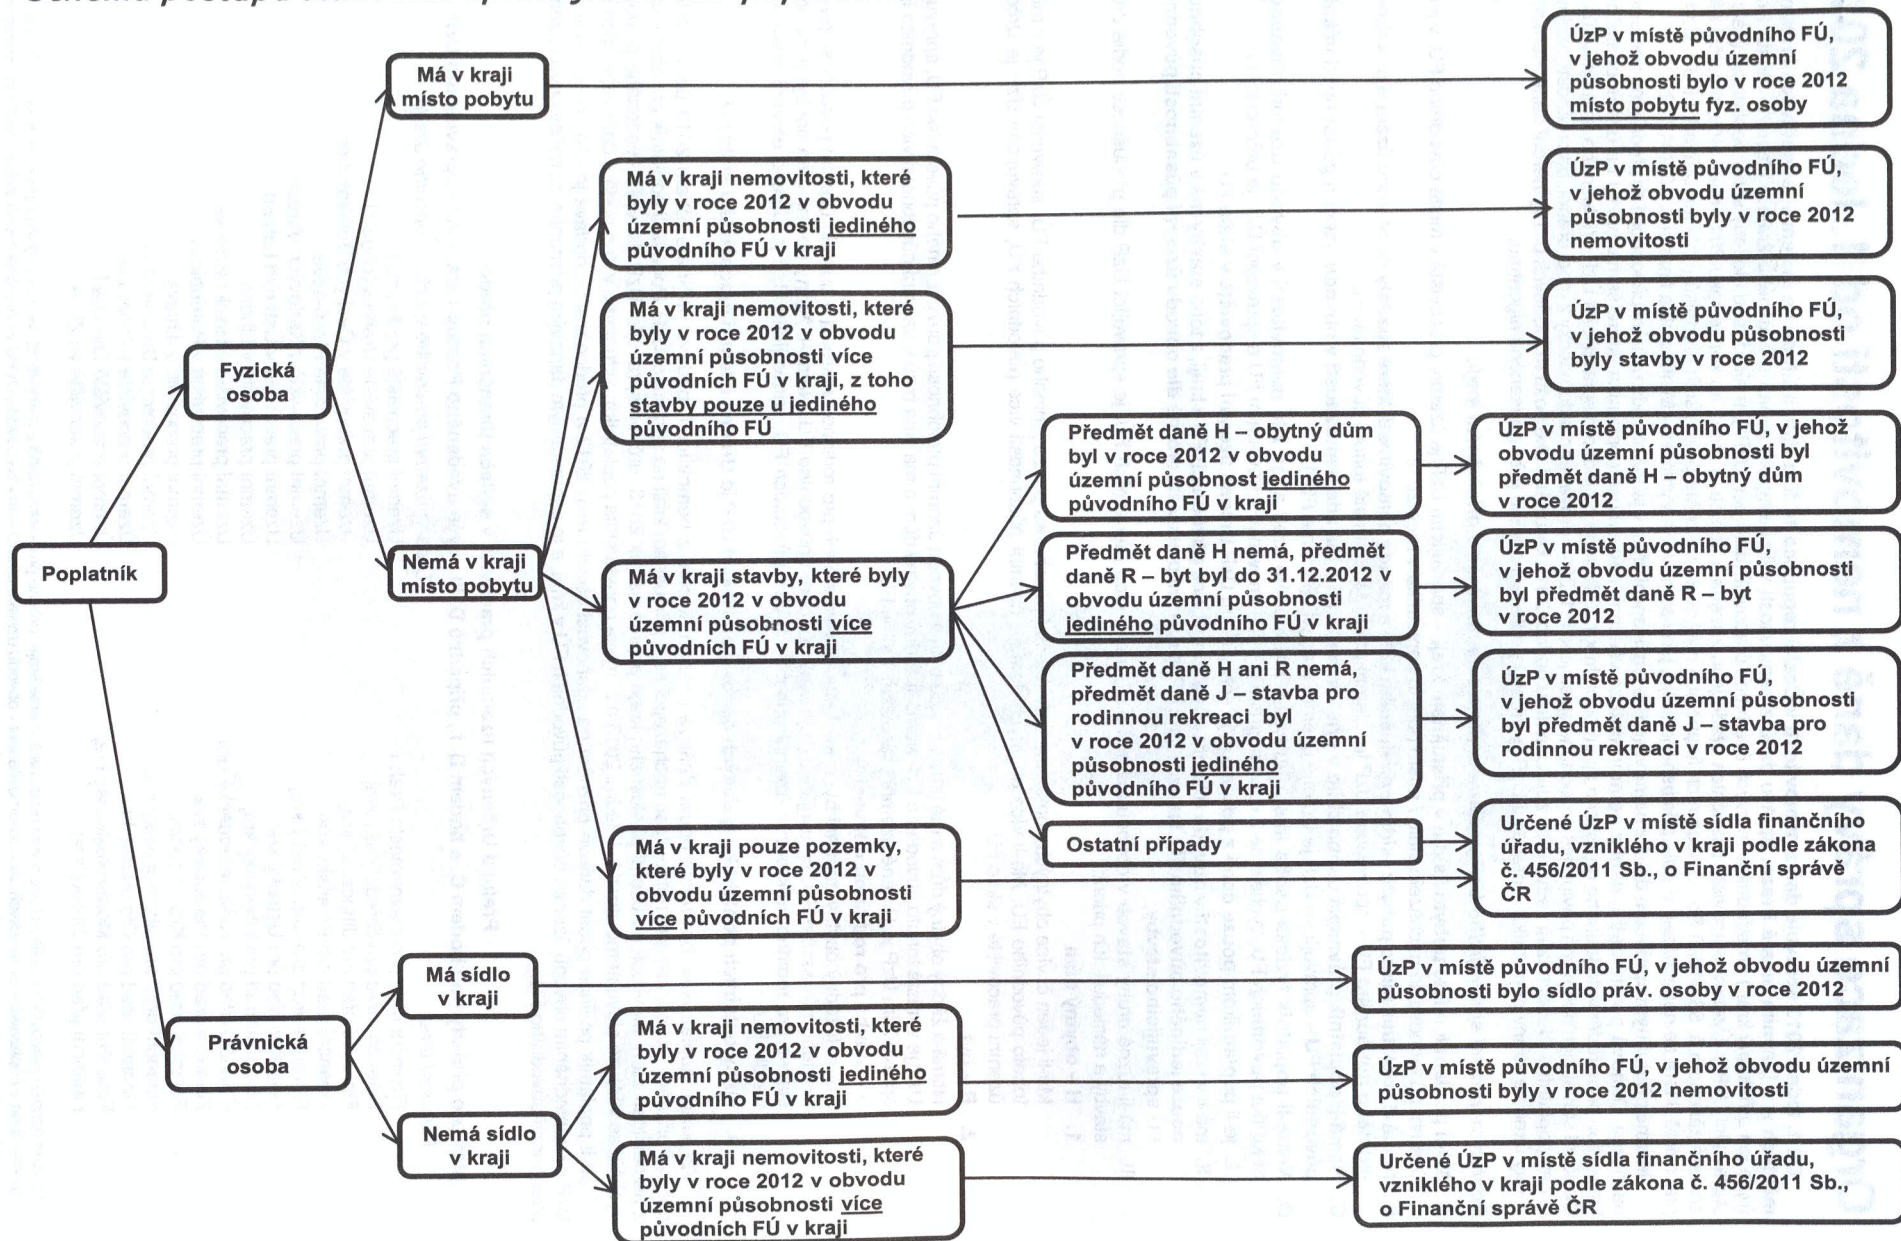 Má v kraji
místo pobytu
ÚzP v místě původního FÚ,
v jehož obvodu územní
působnosti bylo v roce 2012
místo pobytu fyz. osoby
Má v kraji nemovitosti, které
byly v roce 2012 v obvodu
územní působnosti jediného
původního FÚ v kraji
ÚzP v místě původního FÚ,
v jehož obvodu územní
působnosti byly v roce 2012
nemovitosti
Má v kraji nemovitosti, které
byly v roce 2012 v obvodu
územní působnosti více
původních FÚ v kraji, z toho
stavby pouze u jediného
původního FÚ
ÚzP v místě původního FÚ,
v jehož obvodu působnosti
byly stavby v roce 2012
Fyzická
osoba
Předmět daně H – obytný dům
byl v roce 2012 v obvodu
územní působnost jediného
původního FÚ v kraji
ÚzP v místě původního FÚ, v jehož
obvodu územní působnosti byl
předmět daně H – obytný dům
v roce 2012
Poplatník
Nemá v kraji
místo pobytu
Má v kraji stavby, které byly
v roce 2012 v obvodu
územní působnosti více
původních FÚ v kraji
Předmět daně H nemá, předmět
daně R – byt byl do 31.12.2012 v
obvodu územní působnosti
jediného původního FÚ v kraji
ÚzP v místě původního FÚ,
v jehož obvodu územní působnosti
byl předmět daně R – byt
v roce 2012
Předmět daně H ani R nemá,
předmět daně J – stavba pro
rodinnou rekreaci byl
v roce 2012 v obvodu územní
působnosti jediného
původního FÚ v kraji
ÚzP v místě původního FÚ,
v jehož obvodu územní působnosti
byl předmět daně J – stavba pro
rodinnou rekreaci v roce 2012
Ostatní případy
Určené ÚzP v místě sídla finančního
úřadu, vzniklého v kraji podle zákona
č. 456/2011 Sb., o Finanční správě
ČR
Má v kraji pouze pozemky,
které byly v roce 2012 v
obvodu územní působnosti
více původních FÚ v kraji
Má sídlo
v kraji
ÚzP v místě původního FÚ, v jehož obvodu územní
působnosti bylo sídlo práv. osoby v roce 2012
Právnická
osoba
Má v kraji nemovitosti, které
byly v roce 2012 v obvodu
územní působnosti jediného
původního FÚ v kraji
ÚzP v místě původního FÚ, v jehož obvodu územní
působnosti byly v roce 2012 nemovitosti
Nemá sídlo
v kraji
Má v kraji nemovitosti, které
byly v roce 2012 v obvodu
územní působnosti více
původních FÚ v kraji
Určené ÚzP v místě sídla finančního úřadu,
vzniklého v kraji podle zákona č. 456/2011 Sb.,
o Finanční správě ČR